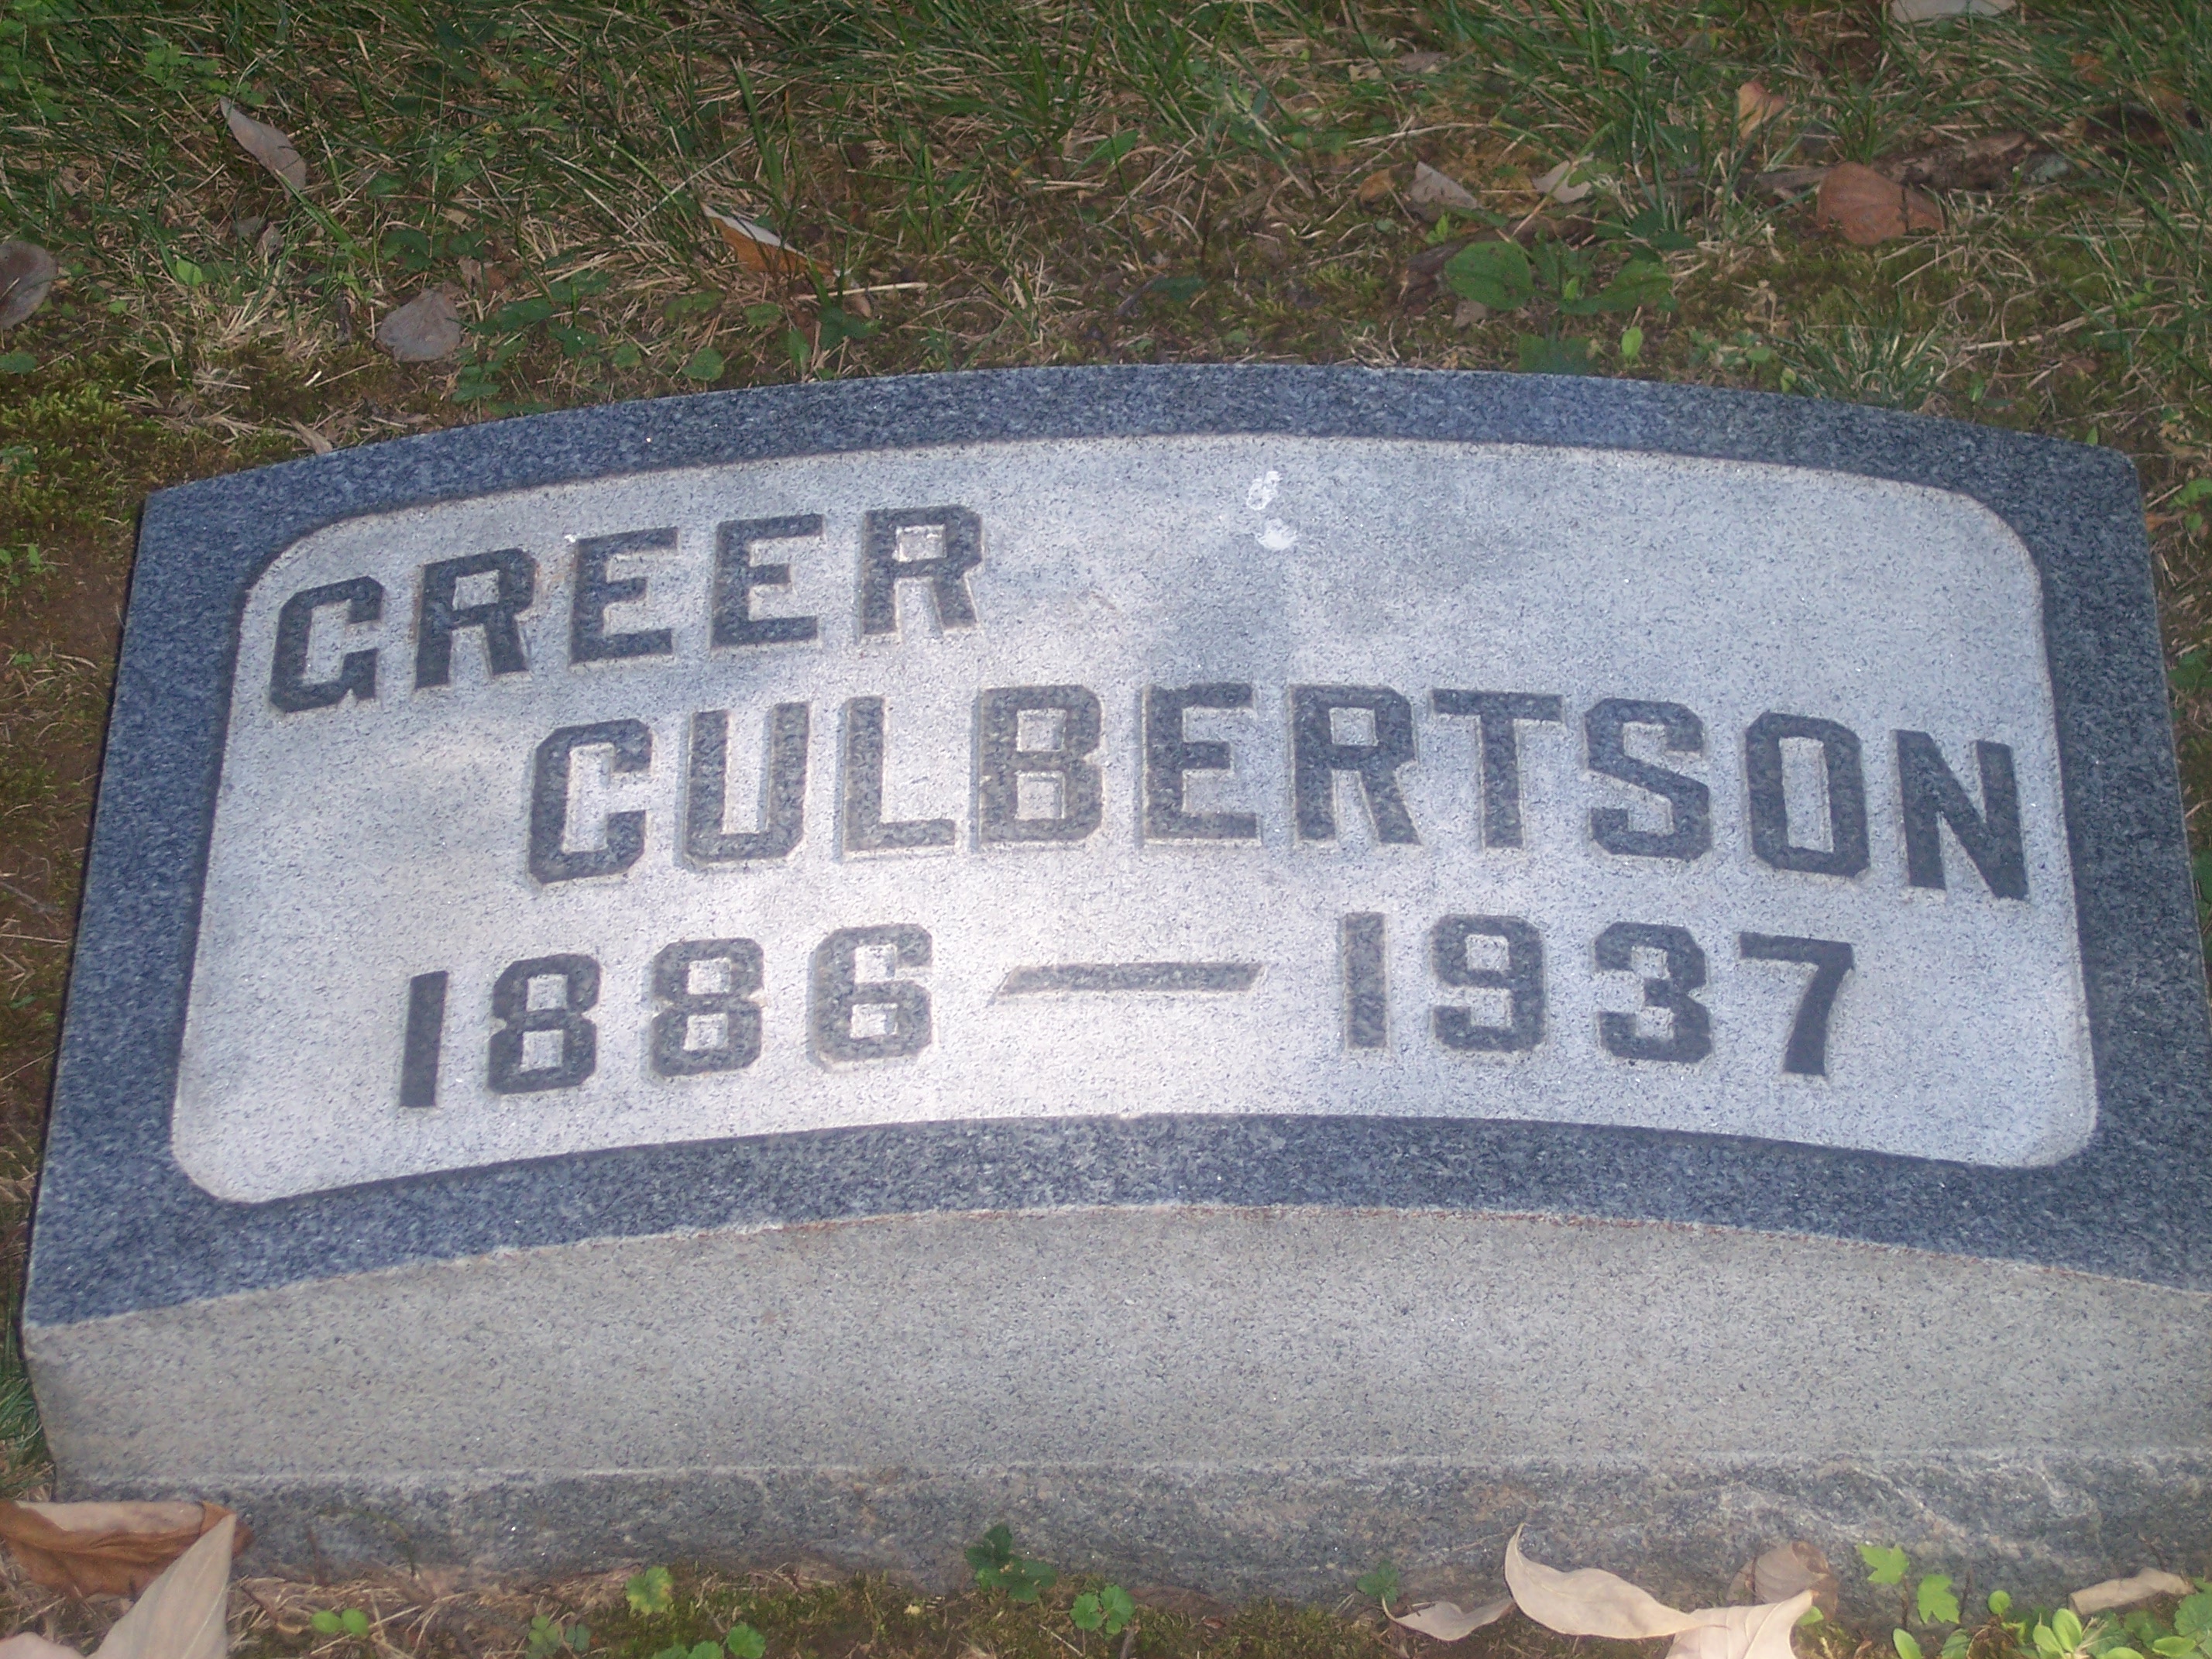 GREER
CULBERTSON
1886 — 1937